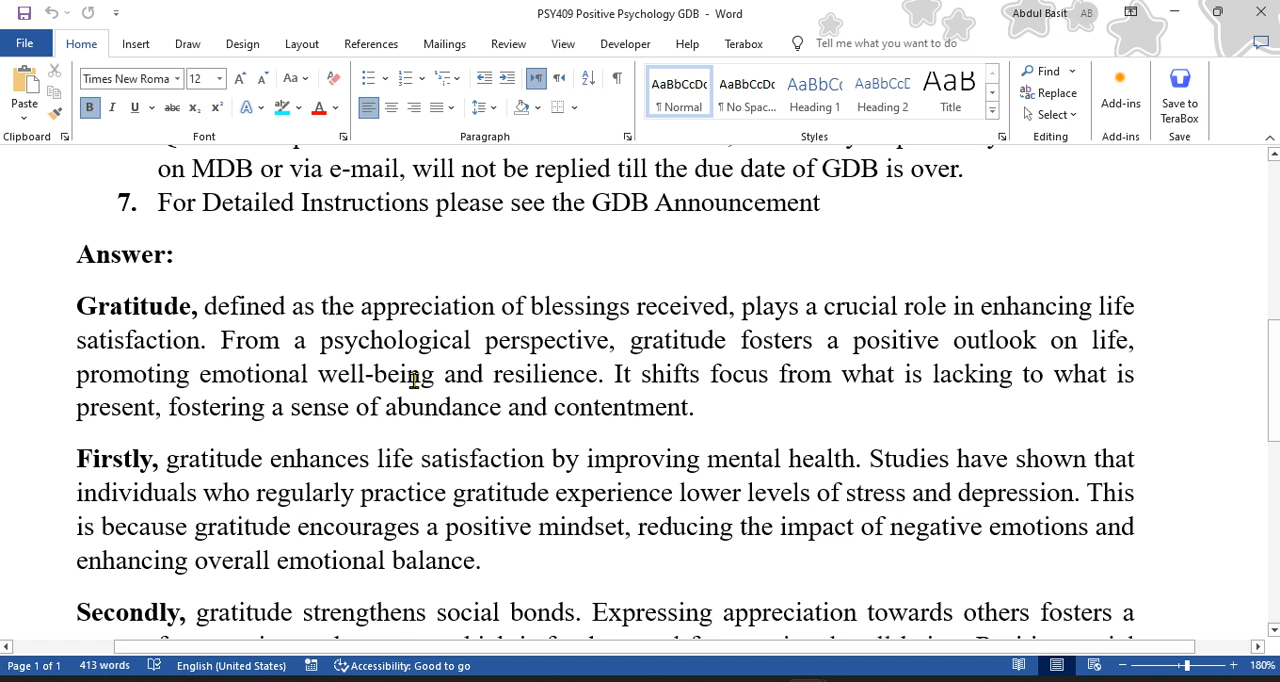 PSY409 Positive Psychology GDB - Word
Abdul Basit AB
File Home Insert Draw Design Layout References Mailings Review View Developer Help Terabox Tell me what you want to do
Times New Roma 12 A A Aa A
AaBbCcDc AaBbCcDc AaBbC AaBbCcD AaB
Find
Replace
Select
Paste
B I U abc x₂ x² A A
¶ Normal ¶ No Spac... Heading 1 Heading 2 Title
Add-ins
Save to
TeraBox
Clipboard Font Paragraph Styles Editing Add-ins Save
on MDB or via e-mail, will not be replied till the due date of GDB is over.
7. For Detailed Instructions please see the GDB Announcement
Answer:
Gratitude, defined as the appreciation of blessings received, plays a crucial role in enhancing life
satisfaction. From a psychological perspective, gratitude fosters a positive outlook on life,
promoting emotional well-being and resilience. It shifts focus from what is lacking to what is
present, fostering a sense of abundance and contentment.
Firstly, gratitude enhances life satisfaction by improving mental health. Studies have shown that
individuals who regularly practice gratitude experience lower levels of stress and depression. This
is because gratitude encourages a positive mindset, reducing the impact of negative emotions and
enhancing overall emotional balance.
Secondly, gratitude strengthens social bonds. Expressing appreciation towards others fosters a
Page 1 of 1 413 words English (United States) Accessibility: Good to go 180%